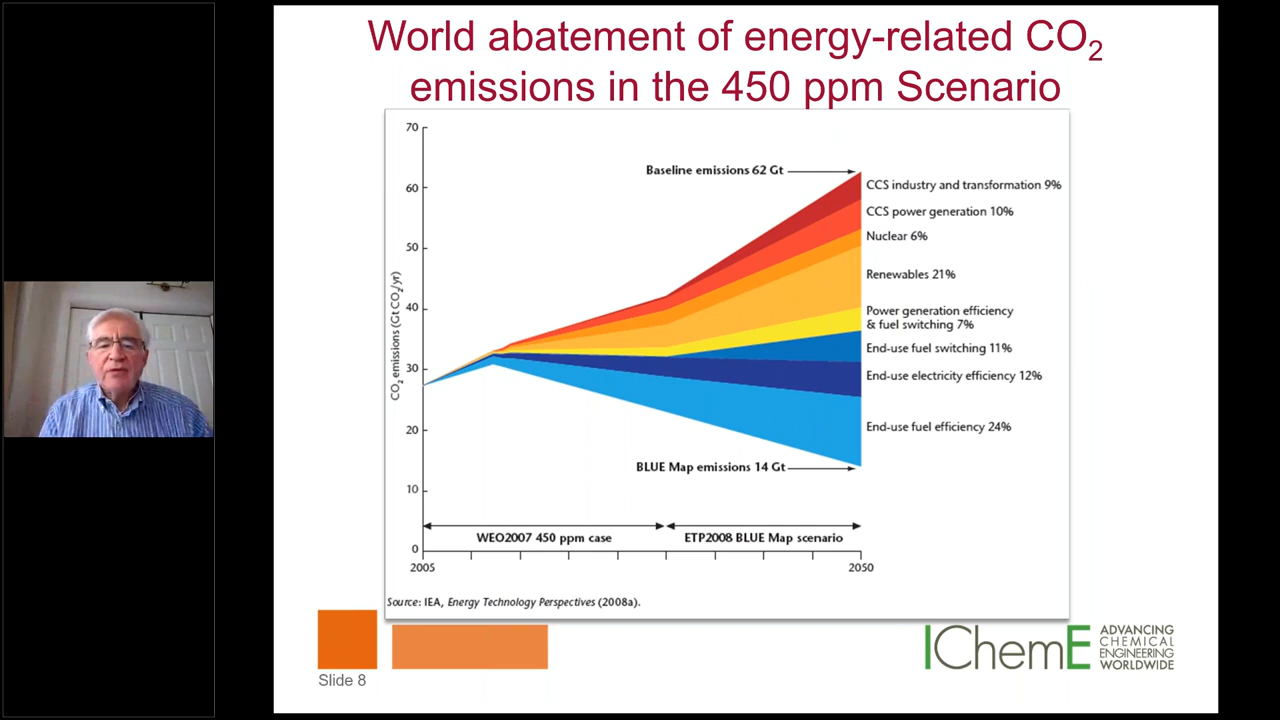 World abatement of energy-related CO₂
emissions in the 450 ppm Scenario
70
60
50
40
30
20
10
0
CO₂ emissions (Gt CO₂/yr)
Baseline emissions 62 Gt
CCS industry and transformation 9%
CCS power generation 10%
Nuclear 6%
Renewables 21%
Power generation efficiency
& fuel switching 7%
End-use fuel switching 11%
End-use electricity efficiency 12%
End-use fuel efficiency 24%
BLUE Map emissions 14 Gt
WEO2007 450 ppm case
ETP2008 BLUE Map scenario
2005
2050
Source: IEA, Energy Technology Perspectives (2008a).
IChemE
ADVANCING
CHEMICAL
ENGINEERING
WORLDWIDE
Slide 8